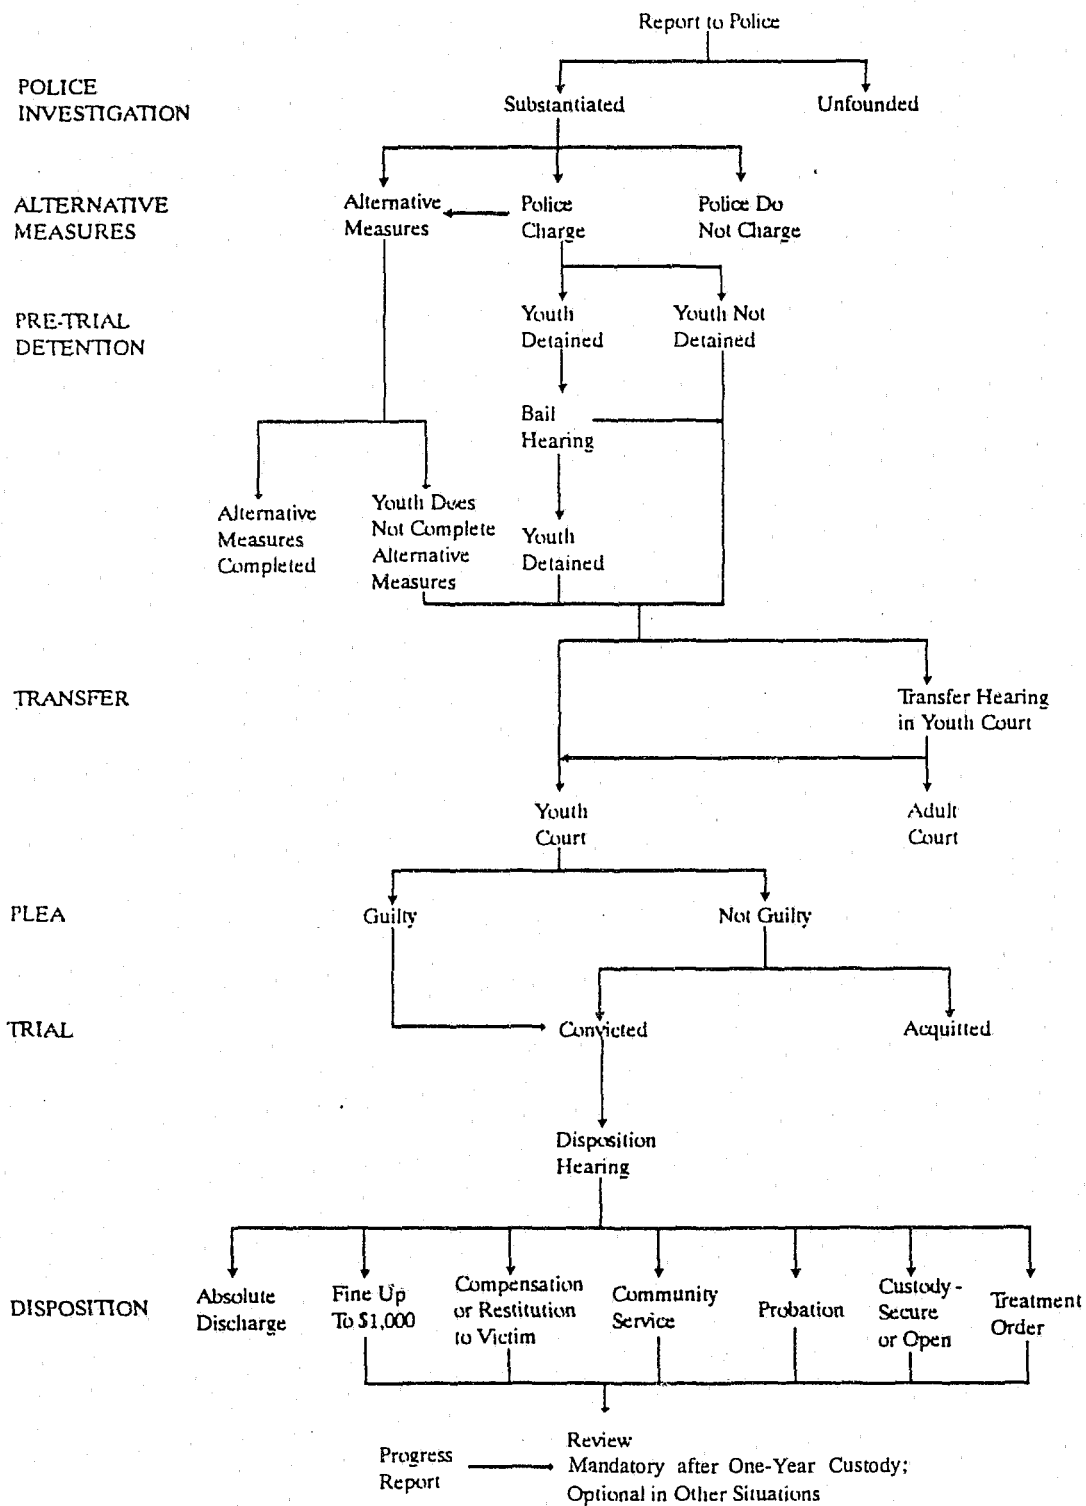 Report to Police
POLICE
INVESTIGATION
Substantiated
Unfounded
ALTERNATIVE
MEASURES
Alternative
Measures
Police
Charge
Police Do
Not Charge
PRE-TRIAL
DETENTION
Youth
Detained
Youth Not
Detained
Bail
Hearing
Alternative
Measures
Completed
Youth Does
Not Complete
Alternative
Measures
Youth
Detained
TRANSFER
Transfer Hearing
in Youth Court
Youth
Court
Adult
Court
PLEA
Guilty
Not Guilty
TRIAL
Convicted
Acquitted
Disposition
Hearing
DISPOSITION
Absolute
Discharge
Fine Up
To $1,000
Compensation
or Restitution
to Victim
Community
Service
Probation
Custody -
Secure
or Open
Treatment
Order
Progress
Report
Review
Mandatory after One-Year Custody;
Optional in Other Situations